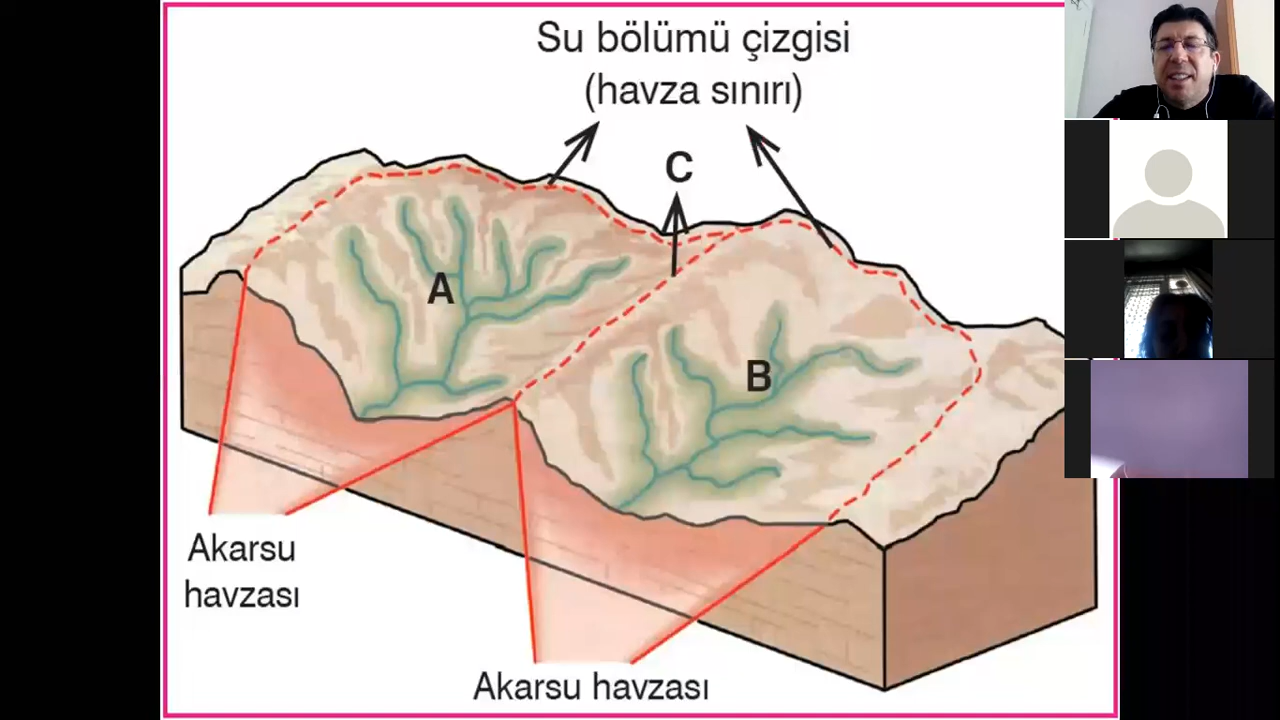 Su bölümü çizgisi
(havza sınırı)
C
A
B
Akarsu
havzası
Akarsu havzası